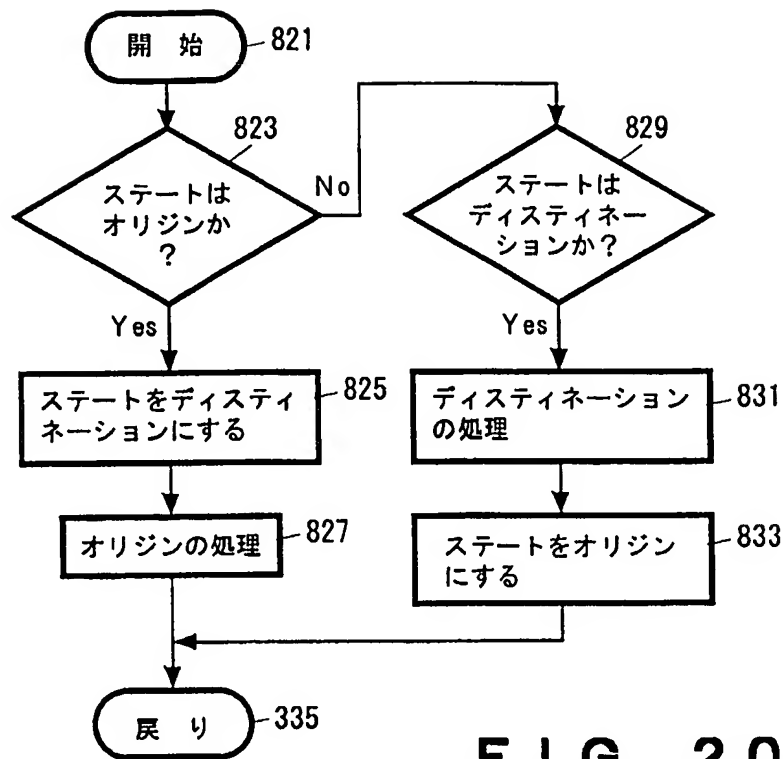 開 始
821
823
ステートは
オリジンか
?
No
Yes
829
ステートは
ディスティネー
ションか?
Yes
ステートをディスティ
ネーションにする
825
ディスティネーション
の処理
831
オリジンの処理
827
ステートをオリジン
にする
833
戻 り
335
FIG. 20